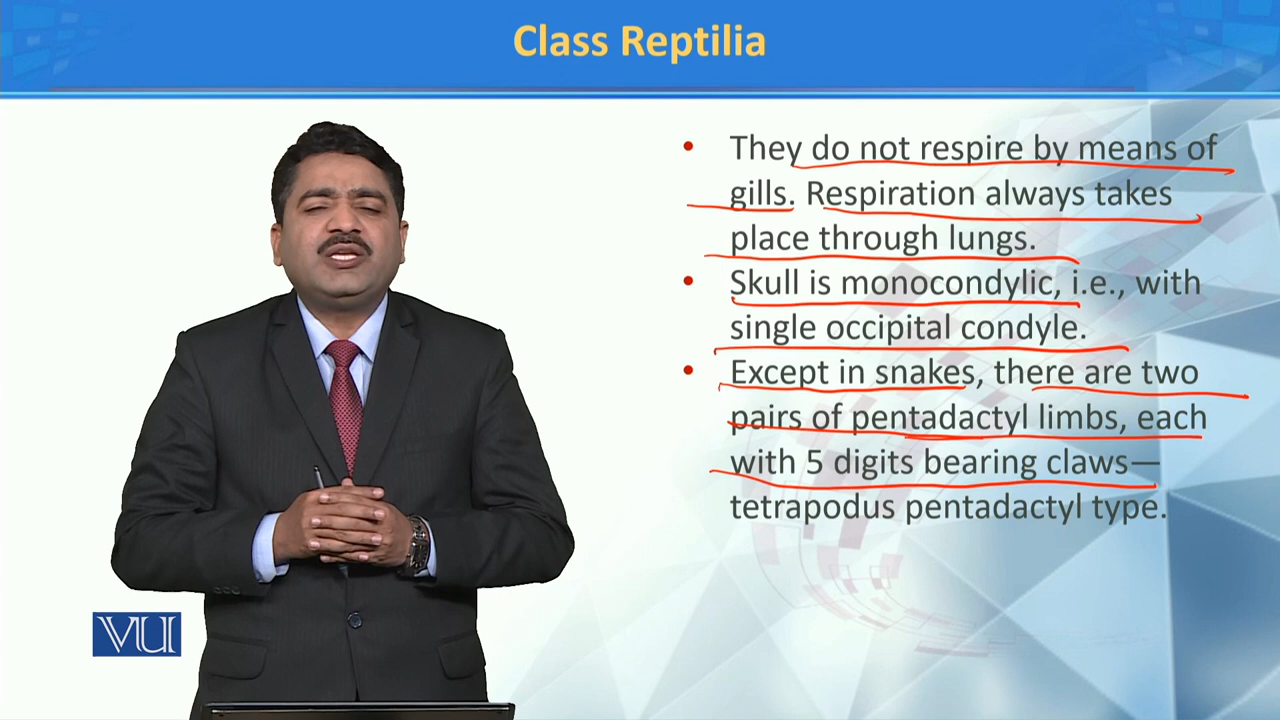 Class Reptilia
• They do not respire by means of
gills. Respiration always takes
place through lungs.
• Skull is monocondylic, i.e., with
single occipital condyle.
• Except in snakes, there are two
pairs of pentadactyl limbs, each
with 5 digits bearing claws—
tetrapodus pentadactyl type.
VU